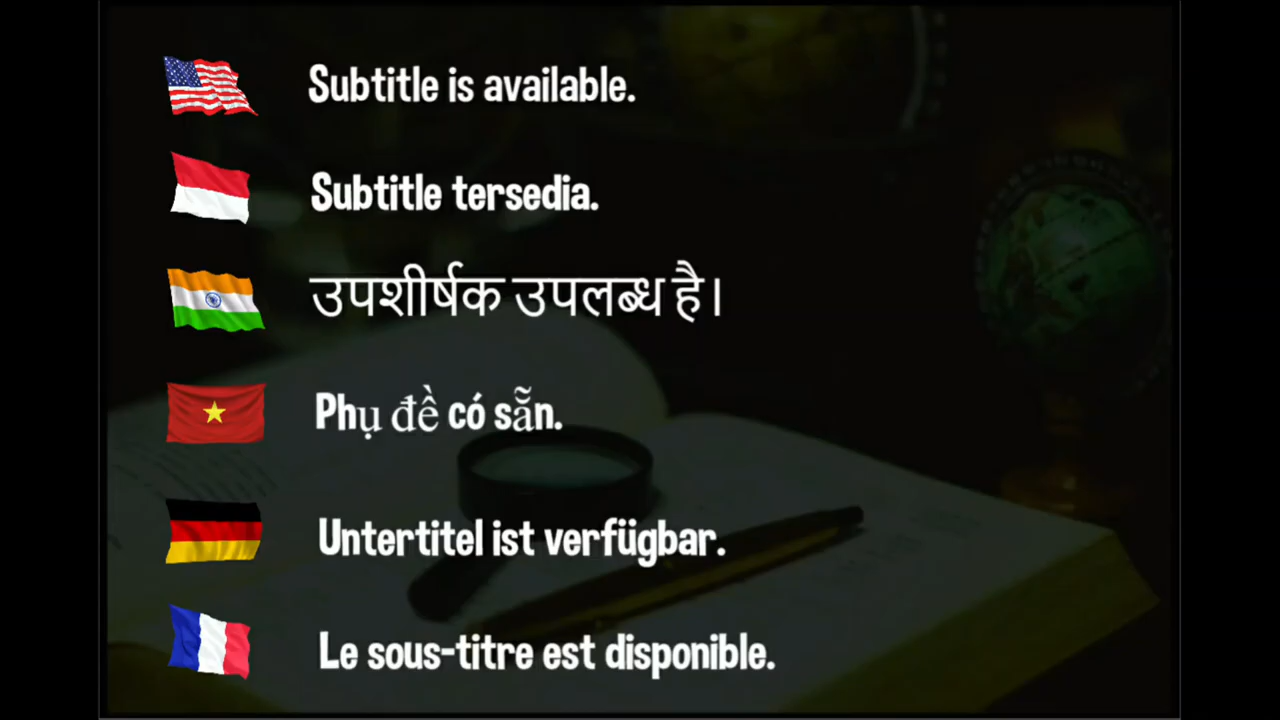 Subtitle is available.
Subtitle tersedia.
उपशीर्षक उपलब्ध है।
Phụ đề có sẵn.
Untertitel ist verfügbar.
Le sous-titre est disponible.